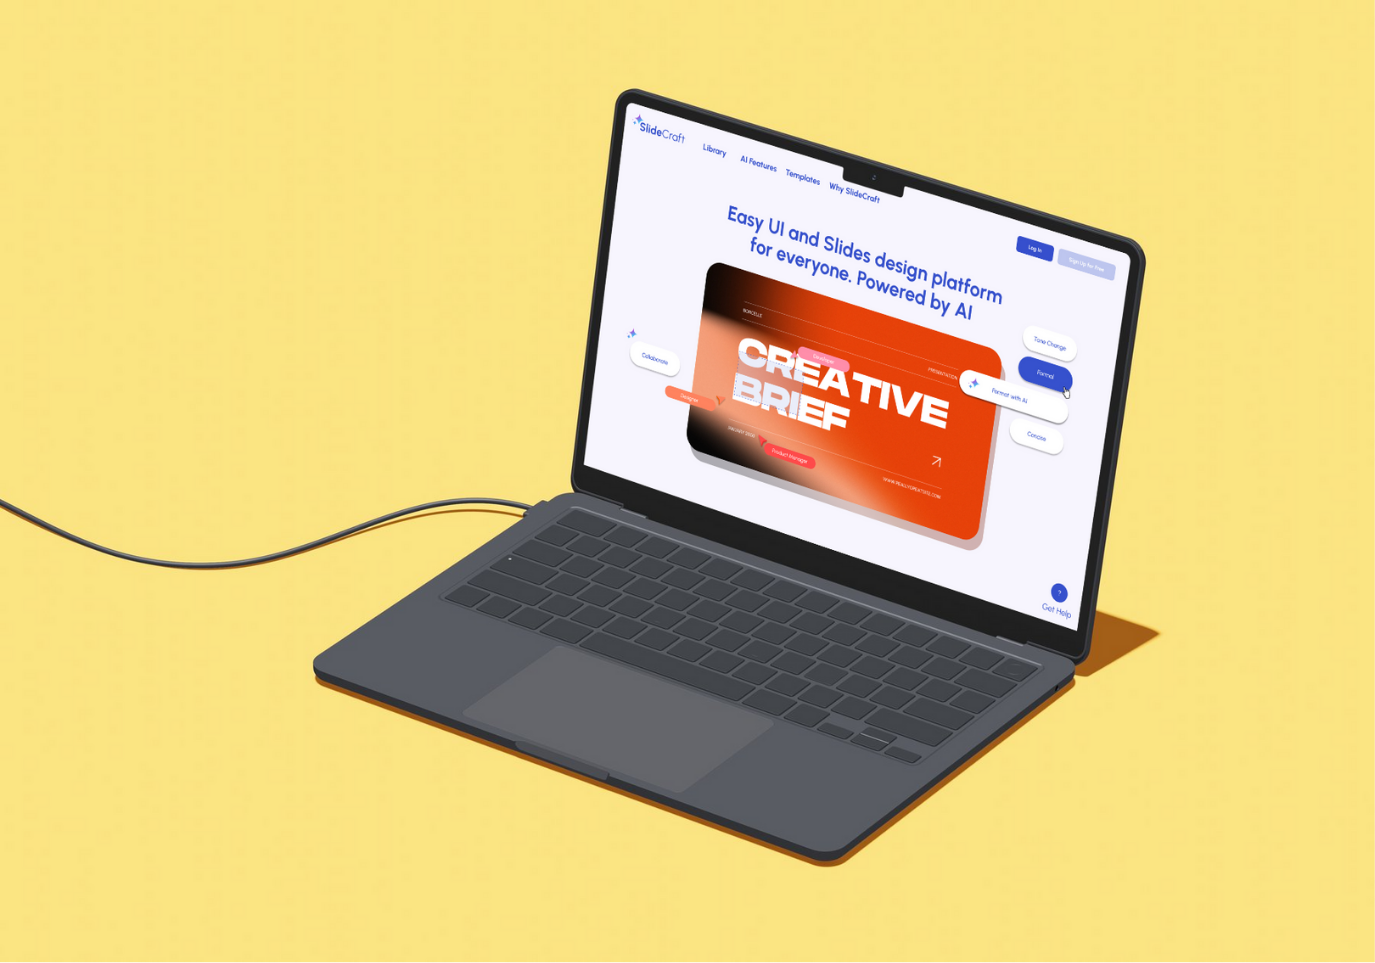 SlideCraft
Library
AI Features
Templates
Why SlideCraft
Log In
Sign Up for Free
Easy UI and Slides design platform
for everyone. Powered by AI
BORCELLE
PRESENTATION
CREATIVE
BRIEF
Developer
Designer
Product Manager
WWW.REALLYGREATSITE.COM
Collaborate
Tone Change
Formal
Format with AI
Concise
?
Get Help